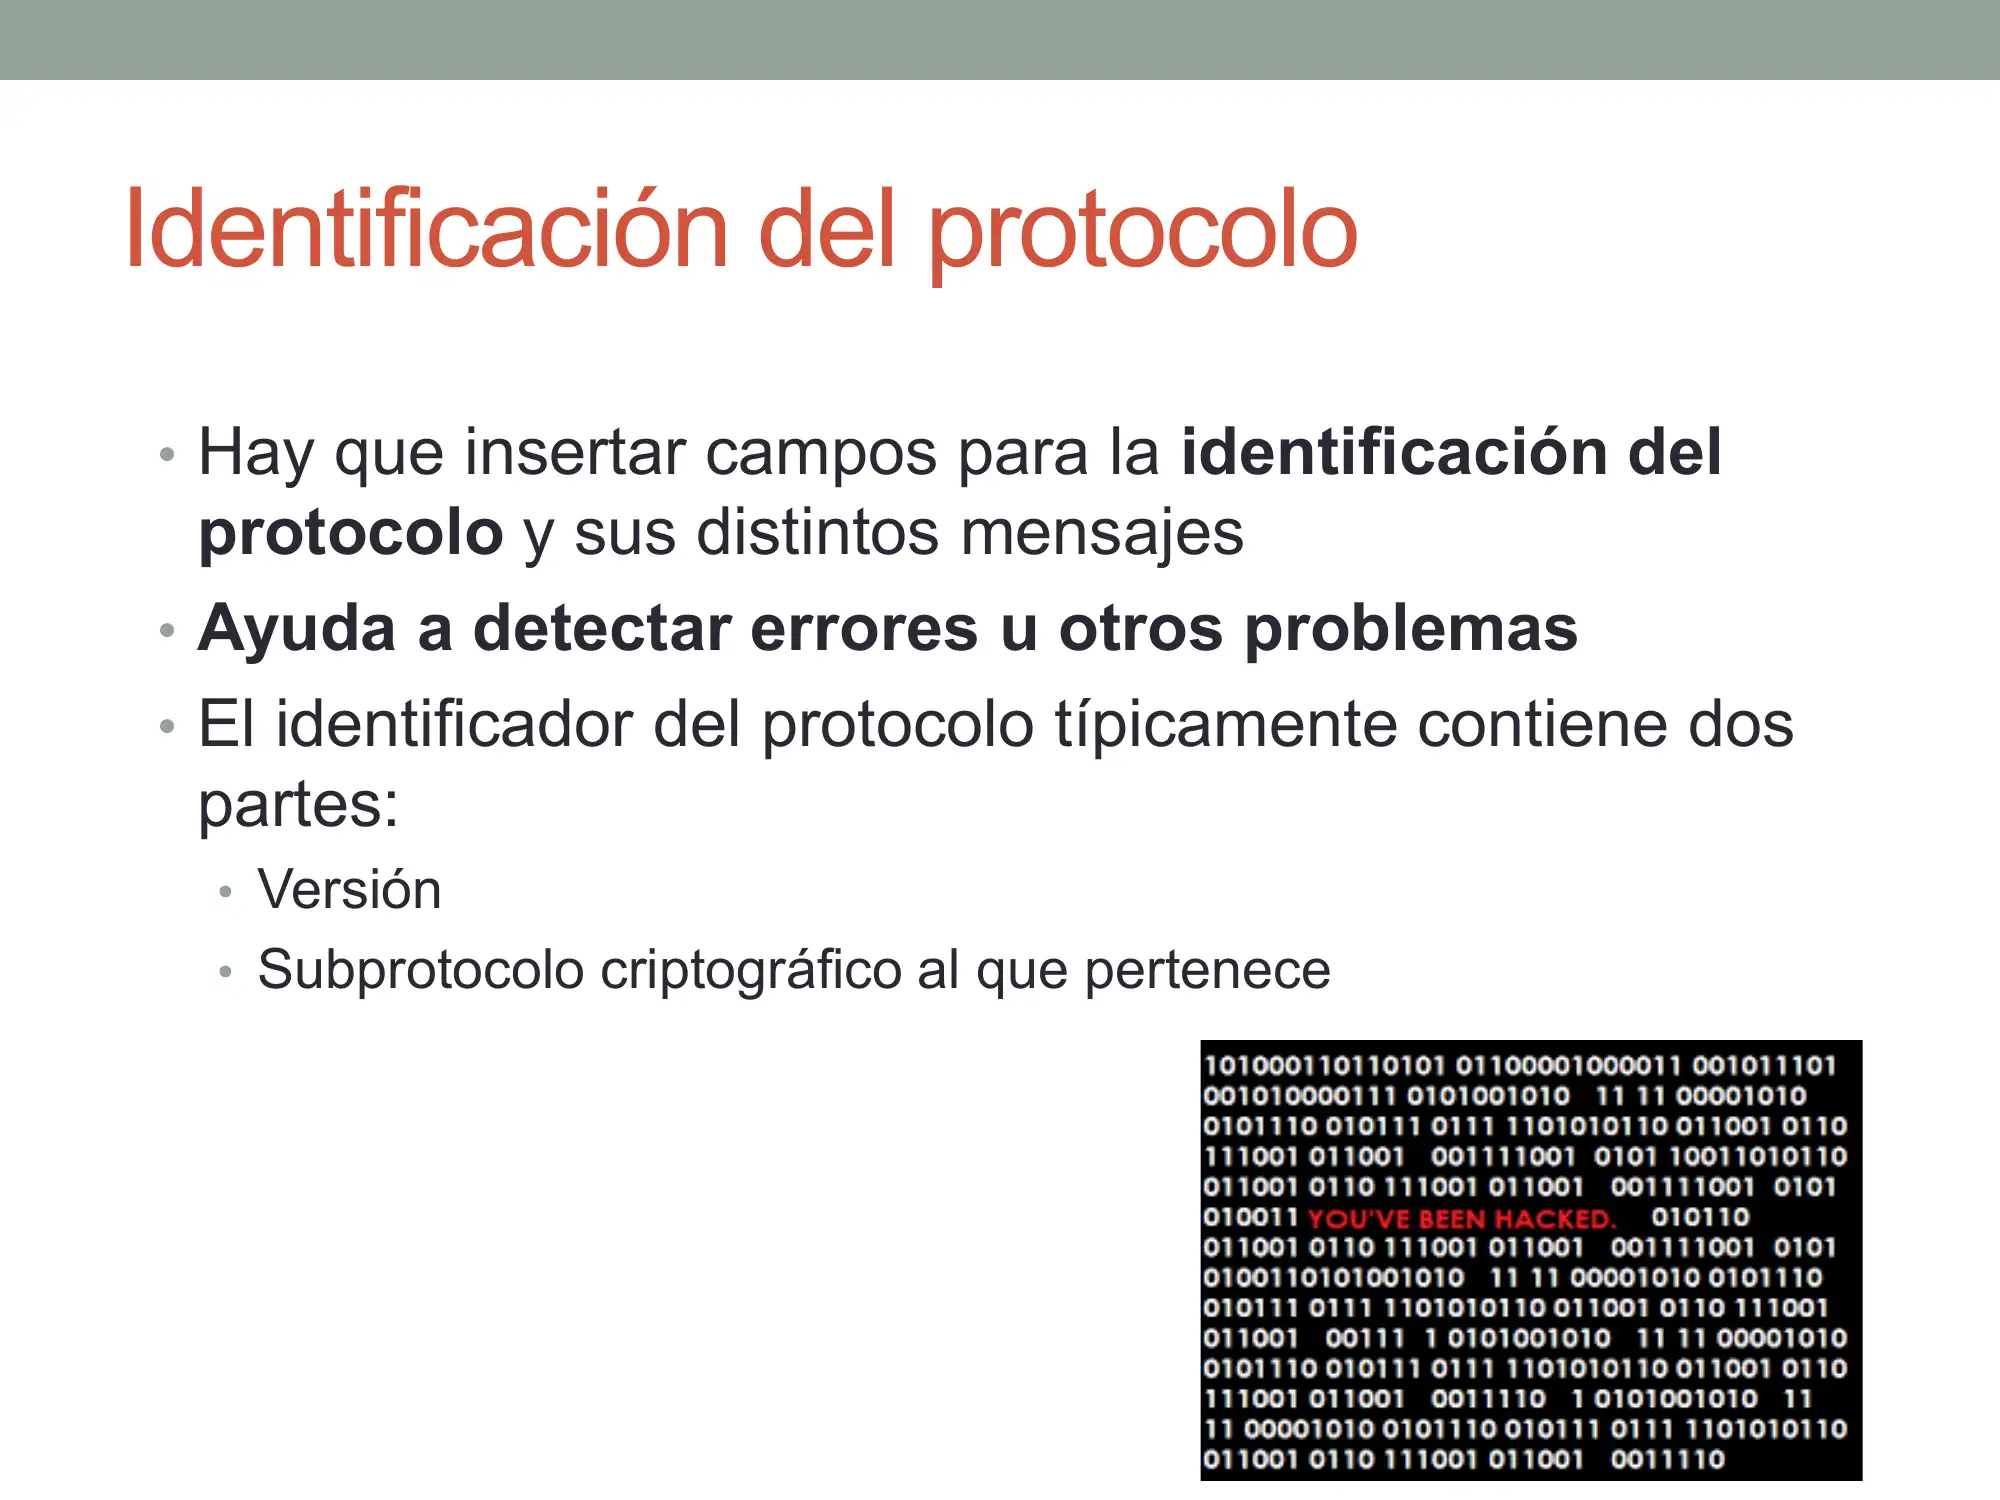 Identificación del protocolo
• Hay que insertar campos para la identificación del
protocolo y sus distintos mensajes
• Ayuda a detectar errores u otros problemas
• El identificador del protocolo típicamente contiene dos
partes:
• Versión
• Subprotocolo criptográfico al que pertenece
101000110110101 01100001000011 001011101
001010000111 0101001010 11 11 00001010
0101110 010111 0111 1101010110 011001 0110
111001 011001 001111001 0101 10011010110
011001 0110 111001 011001 001111001 0101
010011 YOU'VE BEEN HACKED. 010110
011001 0110 111001 011001 001111001 0101
0100110101001010 11 11 00001010 0101110
010111 0111 1101010110 011001 0110 111001
011001 00111 1 0101001010 11 11 00001010
0101110 010111 0111 1101010110 011001 0110
111001 011001 0011110 1 0101001010 11
11 00001010 0101110 010111 0111 1101010110
011001 0110 111001 011001 0011110